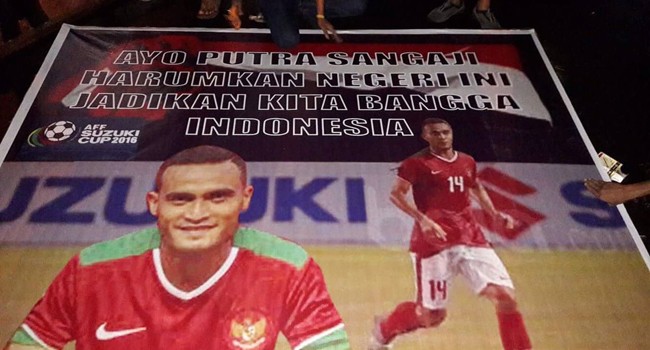 AYO PUTRA SANGAJI
HARUMKAN NEGERI INI
JADIKAN KITA BANGGA
INDONESIA
AFF
SUZUKI
CUP 2016
UZUKI
S
14
14